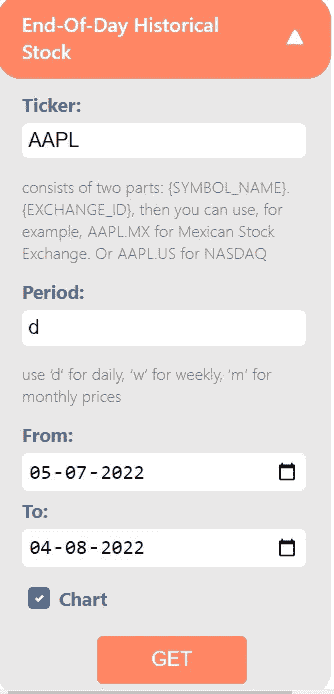 End-Of-Day Historical
Stock
Ticker:
AAPL
consists of two parts: {SYMBOL_NAME}.
{EXCHANGE_ID}, then you can use, for
example, AAPL.MX for Mexican Stock
Exchange. Or AAPL.US for NASDAQ
Period:
d
use ‘d’ for daily, ‘w’ for weekly, ‘m’ for
monthly prices
From:
05-07-2022
To:
04-08-2022
Chart
GET